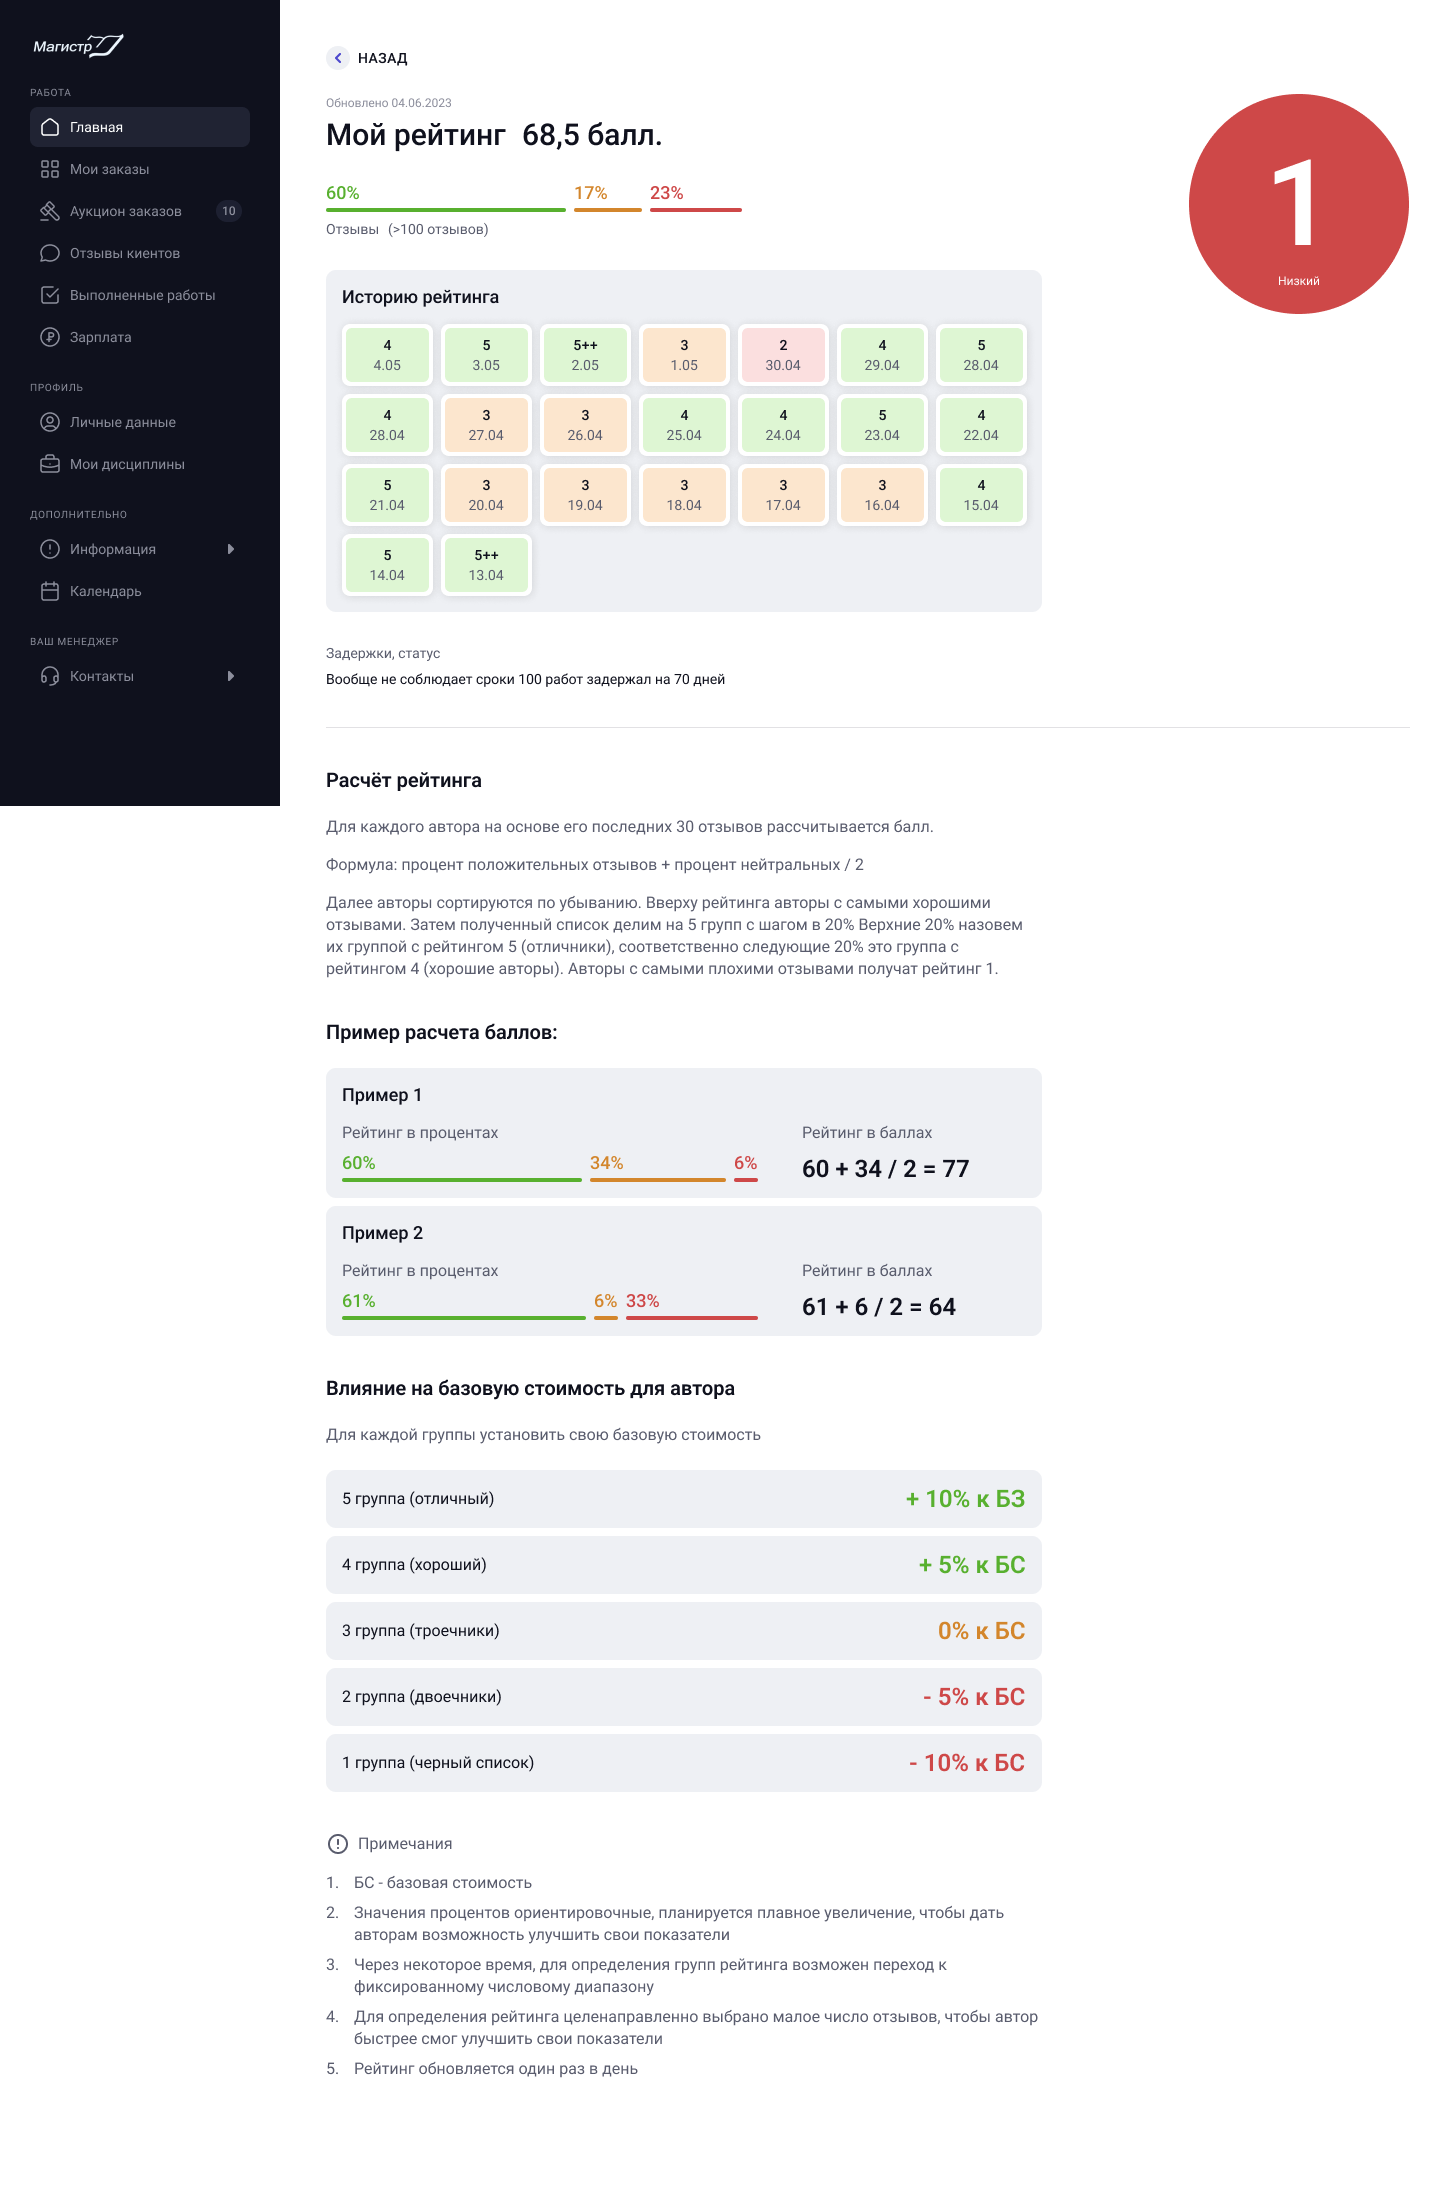 Магистр
РАБОТА
Главная
Мои заказы
Аукцион заказов 10
Отзывы киентов
Выполненные работы
Зарплата
ПРОФИЛЬ
Личные данные
Мои дисциплины
ДОПОЛНИТЕЛЬНО
Информация
Календарь
ВАШ МЕНЕДЖЕР
Контакты
НАЗАД
Обновлено 04.06.2023
Мой рейтинг 68,5 балл.
60% 17% 23%
Отзывы (>100 отзывов)
1
Низкий
Историю рейтинга
4 5 5++ 3 2 4 5
4.05 3.05 2.05 1.05 30.04 29.04 28.04
4 3 3 4 4 5 4
28.04 27.04 26.04 25.04 24.04 23.04 22.04
5 3 3 3 3 3 4
21.04 20.04 19.04 18.04 17.04 16.04 15.04
5 5++
14.04 13.04
Задержки, статус
Вообще не соблюдает сроки 100 работ задержал на 70 дней
Расчёт рейтинга
Для каждого автора на основе его последних 30 отзывов рассчитывается балл.
Формула: процент положительных отзывов + процент нейтральных / 2
Далее авторы сортируются по убыванию. Вверху рейтинга авторы с самыми хорошими
отзывами. Затем полученный список делим на 5 групп с шагом в 20% Верхние 20% назовем
их группой с рейтингом 5 (отличники), соответственно следующие 20% это группа с
рейтингом 4 (хорошие авторы). Авторы с самыми плохими отзывами получат рейтинг 1.
Пример расчета баллов:
Пример 1
Рейтинг в процентах Рейтинг в баллах
60% 34% 6% 60 + 34 / 2 = 77
Пример 2
Рейтинг в процентах Рейтинг в баллах
61% 6% 33% 61 + 6 / 2 = 64
Влияние на базовую стоимость для автора
Для каждой группы установить свою базовую стоимость
5 группа (отличный) + 10% к БЗ
4 группа (хороший) + 5% к БС
3 группа (троечники) 0% к БС
2 группа (двоечники) - 5% к БС
1 группа (черный список) - 10% к БС
Примечания
1. БС - базовая стоимость
2. Значения процентов ориентировочные, планируется плавное увеличение, чтобы дать
авторам возможность улучшить свои показатели
3. Через некоторое время, для определения групп рейтинга возможен переход к
фиксированному числовому диапазону
4. Для определения рейтинга целенаправленно выбрано малое число отзывов, чтобы автор
быстрее смог улучшить свои показатели
5. Рейтинг обновляется один раз в день